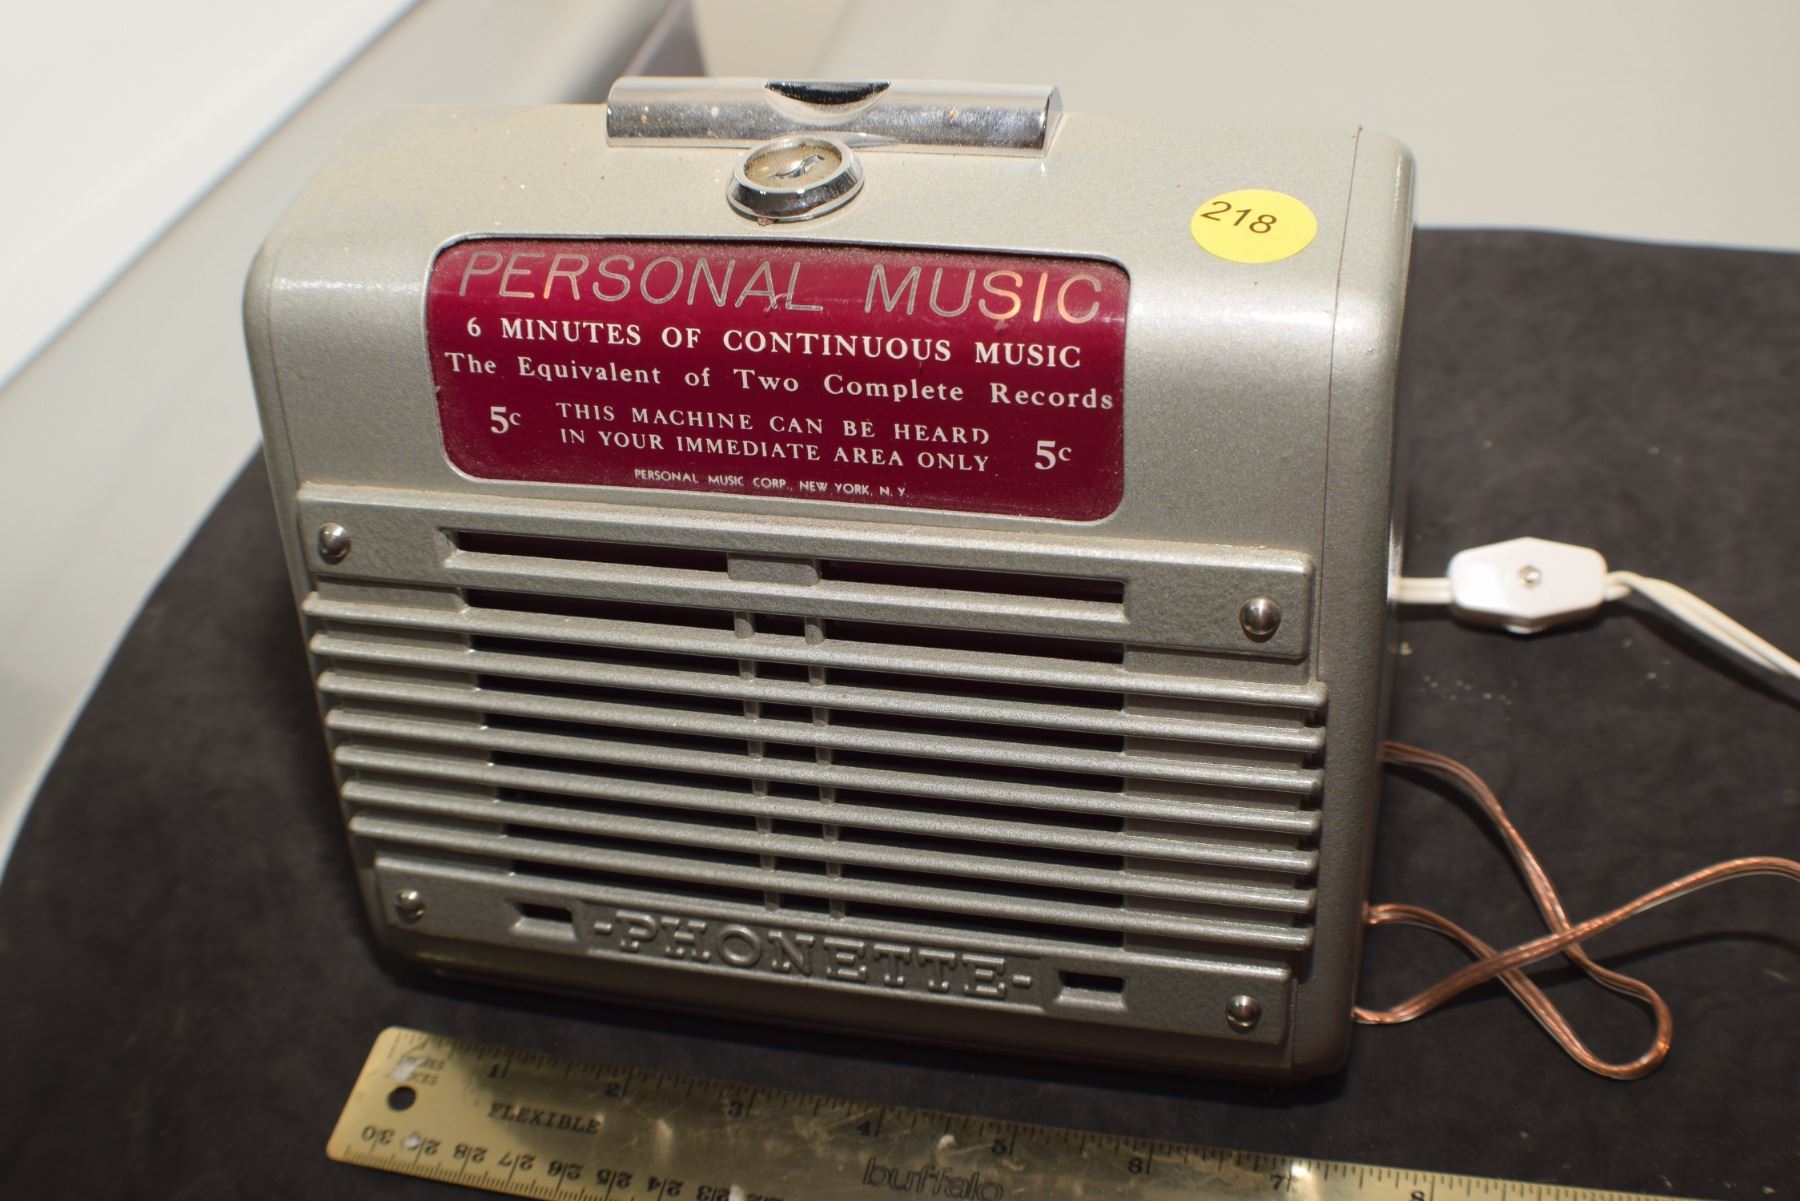 218
PERSONAL MUSIC
6 MINUTES OF CONTINUOUS MUSIC
The Equivalent of Two Complete Records
5c THIS MACHINE CAN BE HEARD
IN YOUR IMMEDIATE AREA ONLY 5c
PERSONAL MUSIC CORP. NEW YORK, N. Y.
-PHONETTE-
1 2 3 4 5 6 7 8
FLEXIBLE
buffalo
30 29 28 27 26 25 24 23 22